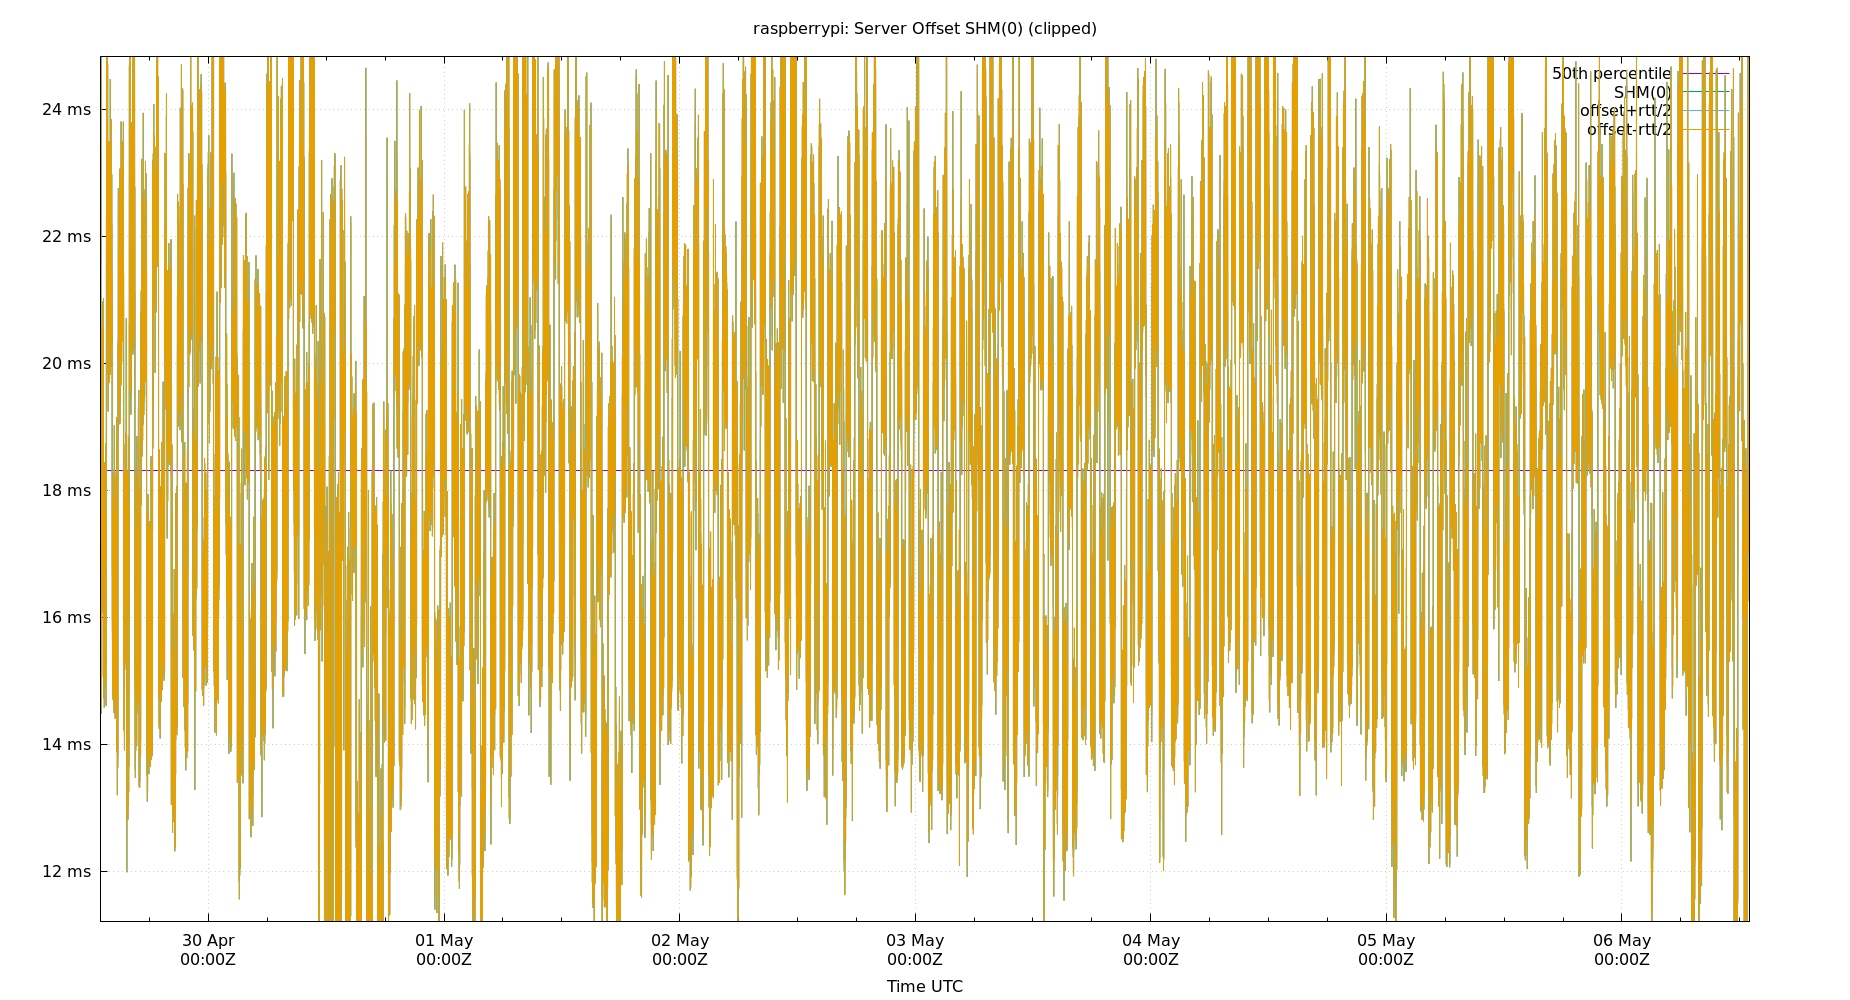 raspberrypi: Server Offset SHM(0) (clipped)
50th percentile
SHM(0)
offset+rtt/2
offset-rtt/2
24 ms
22 ms
20 ms
18 ms
16 ms
14 ms
12 ms
30 Apr 01 May 02 May 03 May 04 May 05 May 06 May
00:00Z 00:00Z 00:00Z 00:00Z 00:00Z 00:00Z 00:00Z
Time UTC